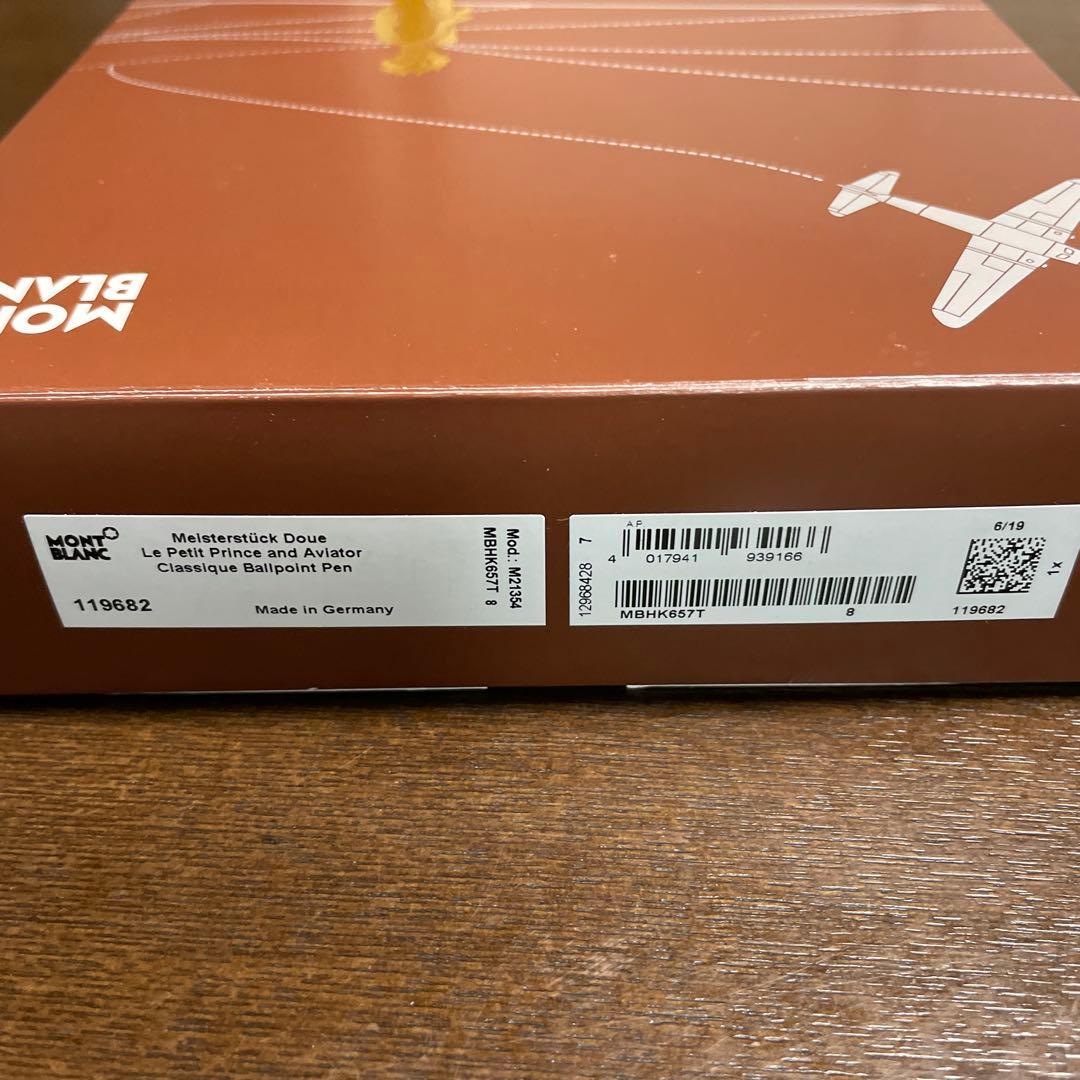 MONT
BLANC
MONT
BLANC
Meisterstück Doue
Le Petit Prince and Aviator
Classique Ballpoint Pen
119682
Made in Germany
Mod.: M21354
MBHK657T 8
12968428 7
A.P.
4 017941 939166
MBHK657T 8
6/19
1x
119682